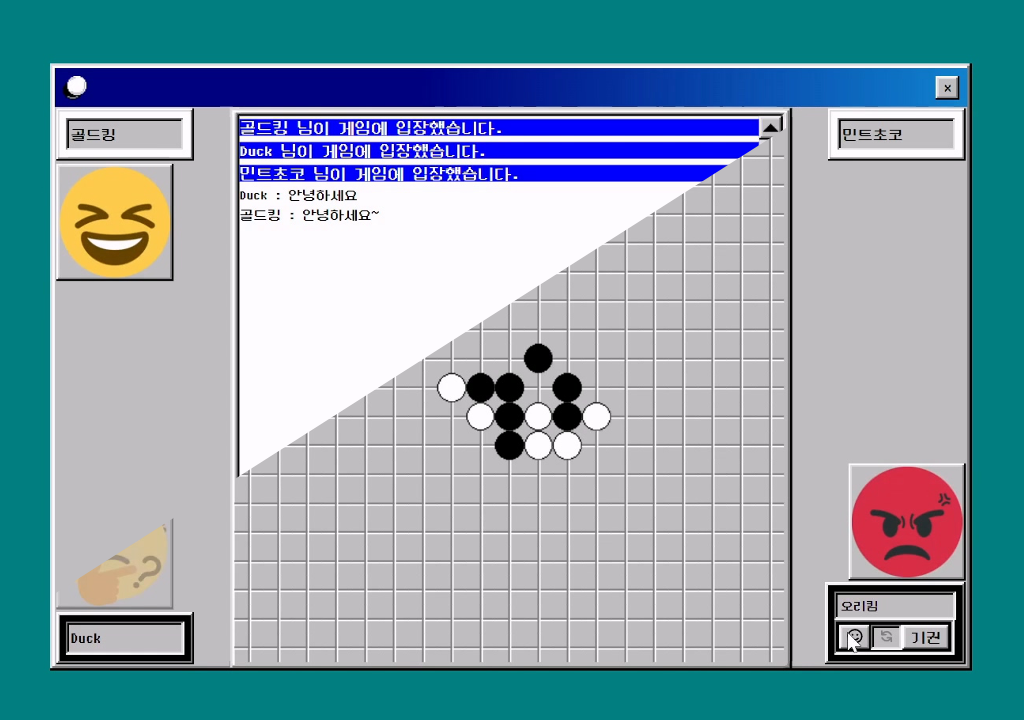 골드킹
골드킹 님이 게임에 입장했습니다.
Duck 님이 게임에 입장했습니다.
민트초코 님이 게임에 입장했습니다.
Duck : 안녕하세요
골드킹 : 안녕하세요~
민트초코
Duck
오리킴
기권